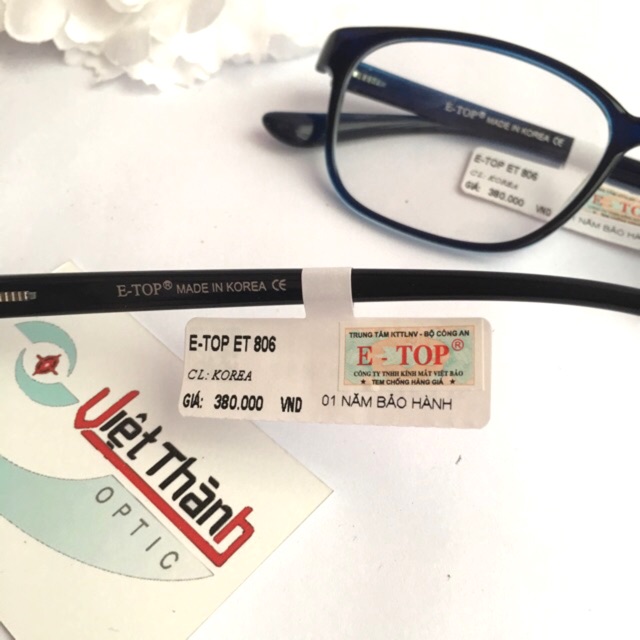 E-TOP® MADE IN KOREA CE
E-TOP ET 806
CL: KOREA
GIÁ: 380.000 VND
NĂM BẢO
E-TOP® MADE IN KOREA CE
E-TOP ET 806
CL: KOREA
GIÁ: 380.000 VND
TRUNG TÂM KTTLNV - BỘ CÔNG AN
E - TOP®
CÔNG TY TNHH KÍNH MẮT VIỆT BẢO
★ TEM CHỐNG HÀNG GIẢ ★
01 NĂM BẢO HÀNH
Việt Thành
OPTIC